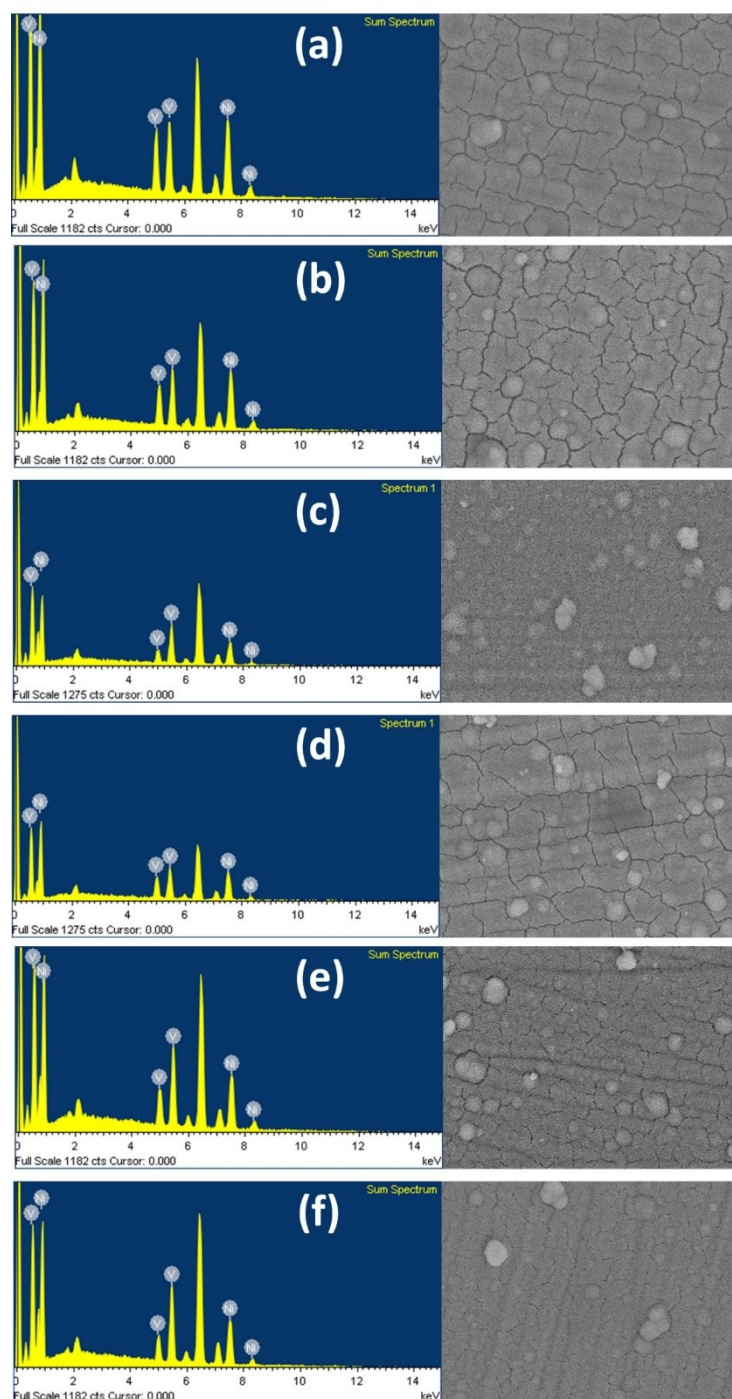 Sum Spectrum
(a)
V
Ni
V
V
Ni
Ni
0 2 4 6 8 10 12 14
Full Scale 1182 cts Cursor: 0.000 keV
Sum Spectrum
(b)
V
Ni
V
V
Ni
Ni
0 2 4 6 8 10 12 14
Full Scale 1182 cts Cursor: 0.000 keV
Spectrum 1
(c)
Ni
V
V
V
Ni
Ni
0 2 4 6 8 10 12 14
Full Scale 1275 cts Cursor: 0.000 keV
Spectrum 1
(d)
Ni
V
V
V
Ni
Ni
0 2 4 6 8 10 12 14
Full Scale 1275 cts Cursor: 0.000 keV
Sum Spectrum
(e)
V
Ni
V
V
Ni
Ni
0 2 4 6 8 10 12 14
Full Scale 1182 cts Cursor: 0.000 keV
Sum Spectrum
(f)
Ni
V
V
V
Ni
Ni
0 2 4 6 8 10 12 14
Full Scale 1182 cts Cursor: 0.000 keV